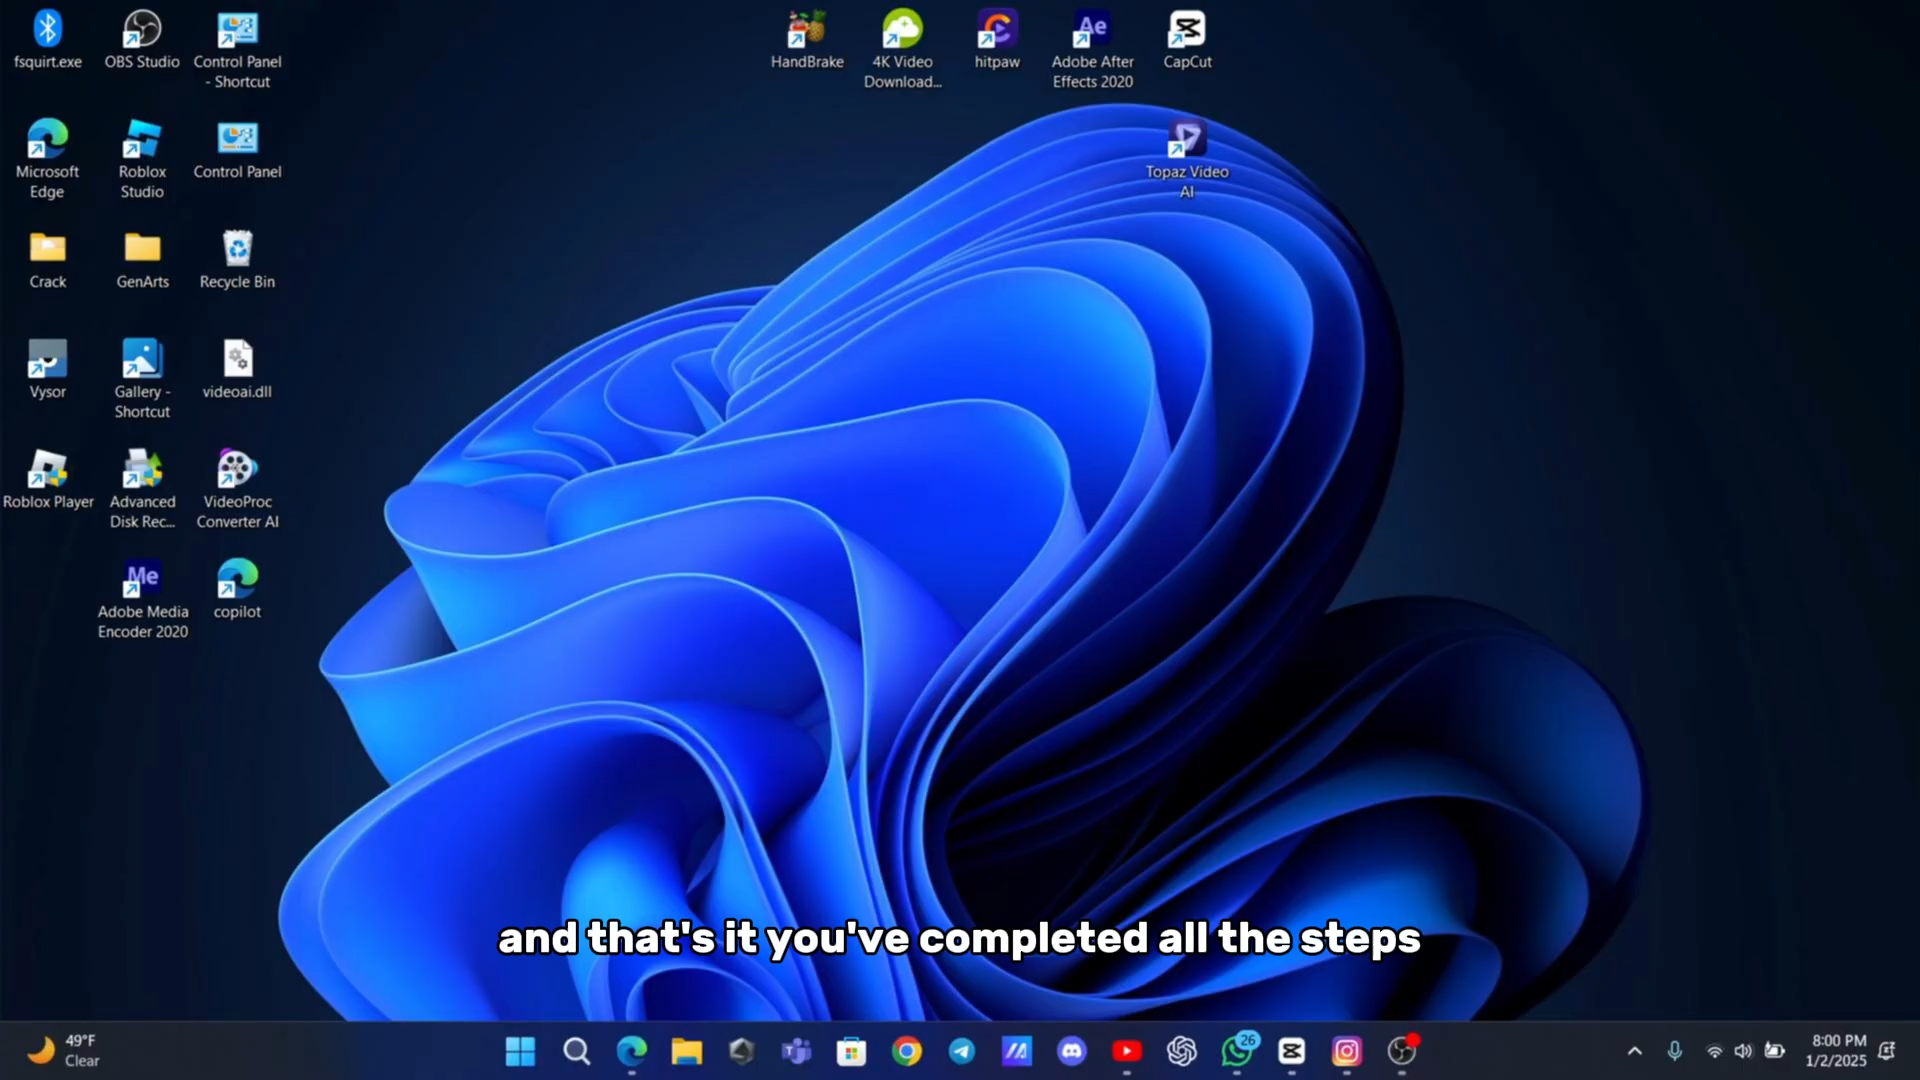 fsquirt.exe
OBS Studio
Control Panel
- Shortcut
HandBrake
4K Video
Download...
hitpaw
Ae
Adobe After
Effects 2020
CapCut
Microsoft
Edge
Roblox
Studio
Control Panel
Topaz Video
AI
Crack
GenArts
Recycle Bin
Vysor
Gallery -
Shortcut
videoai.dll
Roblox Player
Advanced
Disk Rec...
VideoProc
Converter AI
Me
Adobe Media
Encoder 2020
copilot
and that's it you've completed all the steps
49°F
Clear
26
8:00 PM
1/2/2025